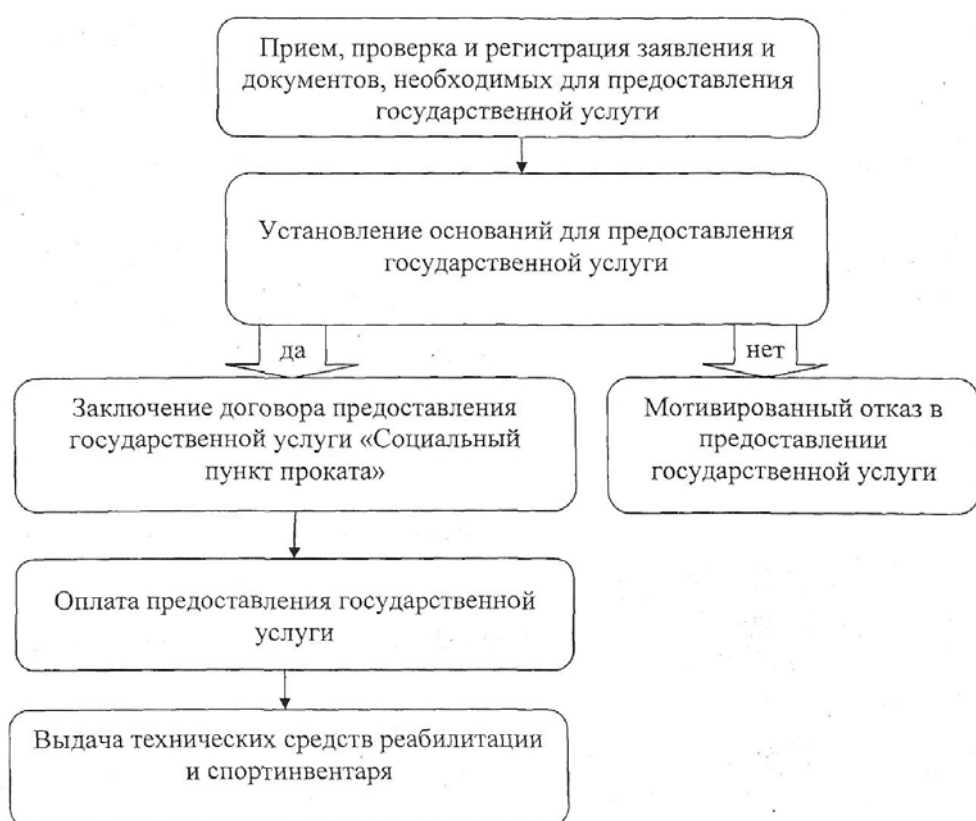 Прием, проверка и регистрация заявления и
документов, необходимых для предоставления
государственной услуги
Установление оснований для предоставления
государственной услуги
да
нет
Заключение договора предоставления
государственной услуги «Социальный
пункт проката»
Мотивированный отказ в
предоставлении
государственной услуги
Оплата предоставления государственной
услуги
Выдача технических средств реабилитации
и спортинвентаря